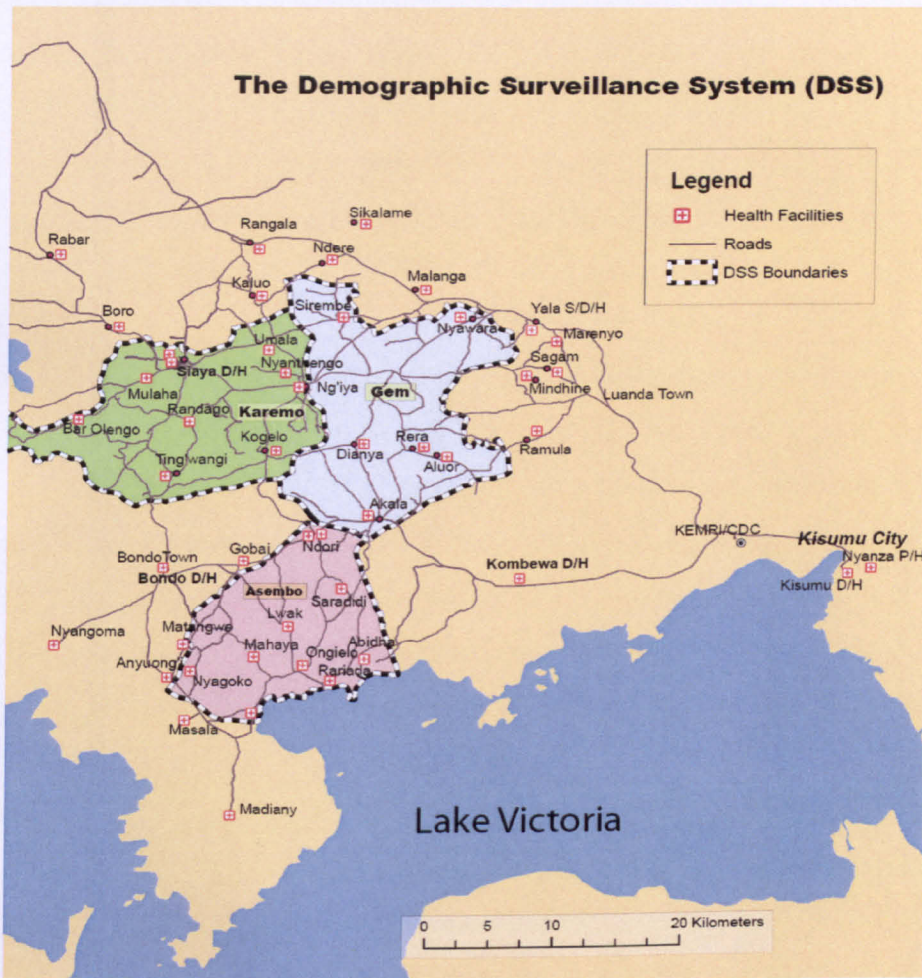 The Demographic Surveillance System (DSS)
Legend
Health Facilities
Roads
DSS Boundaries
Sikalame
Rangala
Rabar
Ndere
Malanga
Kaluo
Boro
Sirembe
Nyawara
Yala S/D/H
Marenyo
Umala
Siaya D/H
Sagam
Mindhine
Mulaha
Ng'iya
Gem
Luanda Town
Randago
Karemo
Bar Olengo
Kogelo
Dianya
Rera
Aluor
Ramula
Ting'wangi
Akala
KEMRI/CDC
Kisumu City
Nyanza P/H
Kisumu D/H
Ndori
Gobai
Bondo Town
Bondo D/H
Kombewa D/H
Asembo
Saradidi
Lwak
Nyangoma
Matangwe
Mahaya
Ongielo
Abidha
Anyuongi
Nyagoko
Rariada
Masala
Madiany
Lake Victoria
0 5 10 20 Kilometers